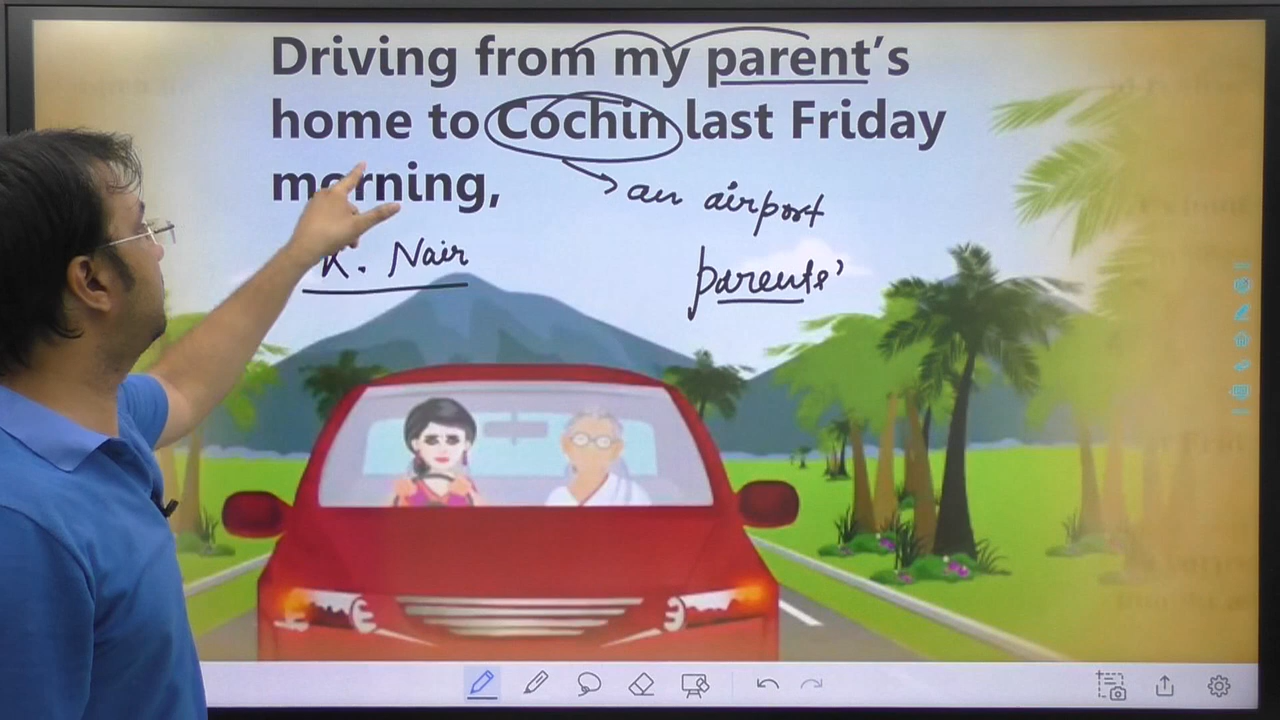 Driving from my parent’s
home to Cochin last Friday
morning,
an airport
K. Nair
parents’